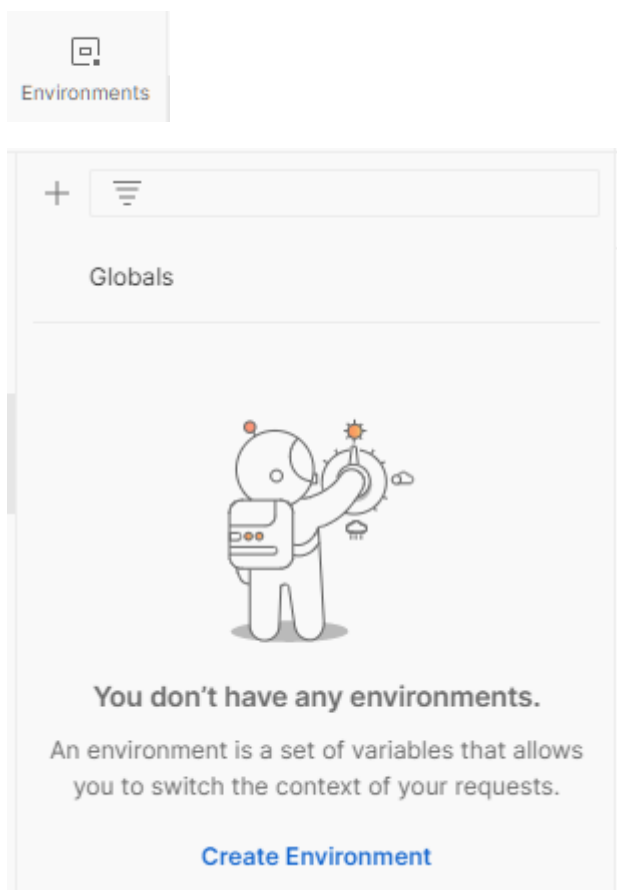 Environments
Globals
You don't have any environments.
An environment is a set of variables that allows
you to switch the context of your requests.
Create Environment